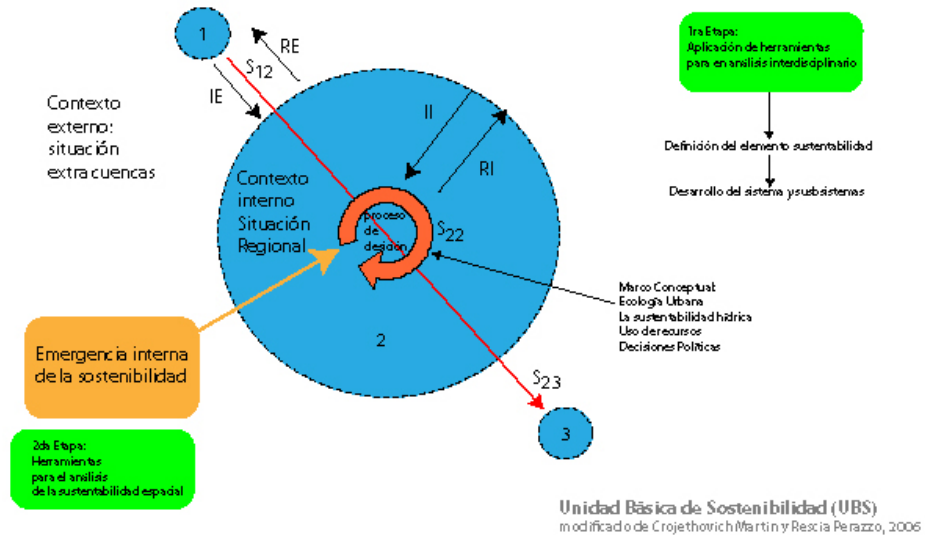 1
RE
S12
IE
1ra Etapa:
Aplicación de herramientas
para en análisis interdisciplinario
Contexto
externo:
situación
extra cuencas
II
RI
Definición del elemento sustentabilidad
Desarrollo del sistema y subsistemas
Contexto
interno
Situación
Regional
proceso
de
desición
S22
Marco Conceptual:
Ecología Urbana
La sustentabilidad hídrica
Uso de recursos
Decisiones Políticas
2
Emergencia interna
de la sostenibilidad
S23
3
2da Etapa:
Herramientas
para el análisis
de la sustentabilidad espacial
Unidad Básica de Sostenibilidad (UBS)
modificado de Crojethovich Martin y Rescia Perazzo, 2006